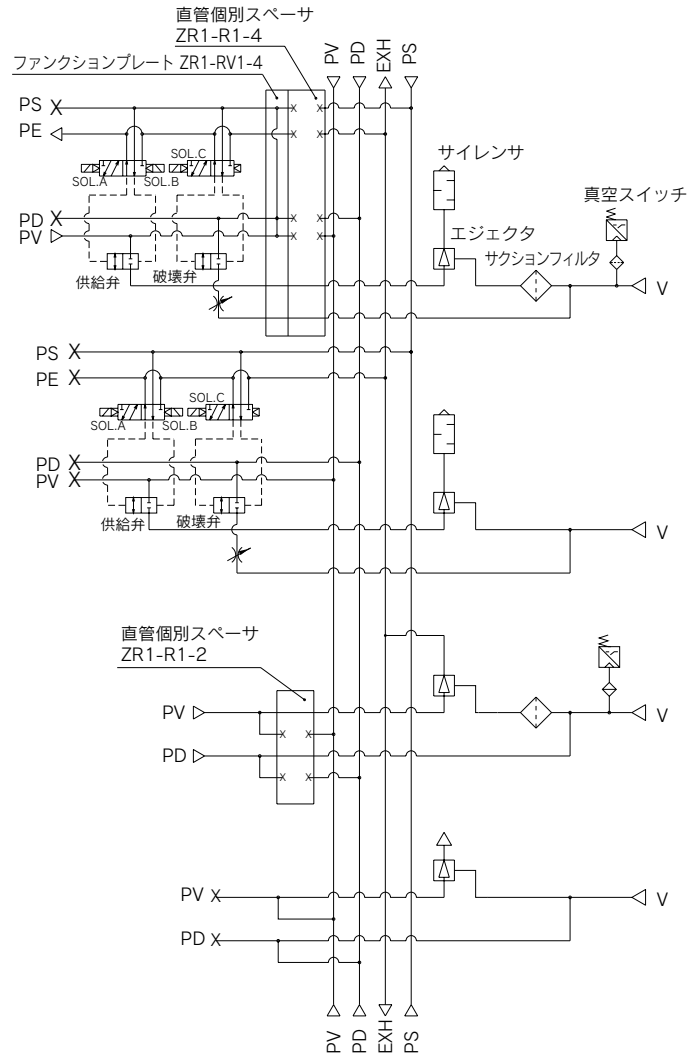 直管個別スペーサ
ZR1-R1-4
ファンクションプレート ZR1-RV1-4
PV
PD
EXH
PS
PS
PE
SOL.A
SOL.C
SOL.B
PD
PV
供給弁
破壊弁
サイレンサ
エジェクタ
サクションフィルタ
真空スイッチ
V
PS
PE
SOL.A
SOL.C
SOL.B
PD
PV
供給弁
破壊弁
V
直管個別スペーサ
ZR1-R1-2
PV
PD
V
PV
PD
V
PV
PD
EXH
PS